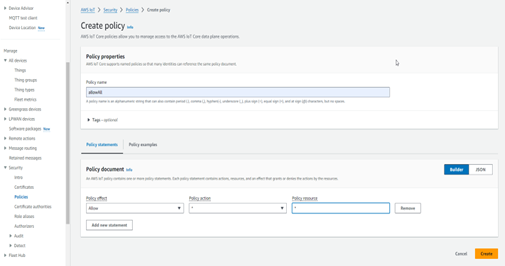 Device Advisor
MQTT test client
Device Location New
Manage
All devices
Things
Thing groups
Thing types
Fleet metrics
Greengrass devices
LPWAN devices
Software packages New
Remote actions
Message routing
Retained messages
Security
Intro
Certificates
Policies
Certificate authorities
Role aliases
Authorizers
Audit
Detect
Fleet Hub
AWS IoT > Security > Policies > Create policy
Create policy Info
AWS IoT Core policies allow you to manage access to the AWS IoT Core data plane operations.
Policy properties
AWS IoT Core supports named policies so that many identities can reference the same policy document.
Policy name
allowAll
A policy name is an alphanumeric string that can also contain period (.), comma (,), hyphen(-), underscore (_), plus sign (+), equal sign (=), and at sign (@) characters, but no spaces.
Tags - optional
Policy statements
Policy examples
Policy document Info
Builder
JSON
An AWS IoT policy contains one or more policy statements. Each policy statement contains actions, resources, and an effect that grants or denies the actions by the resources.
Policy effect
Policy action
Policy resource
Allow
*
*
Remove
Add new statement
Cancel
Create